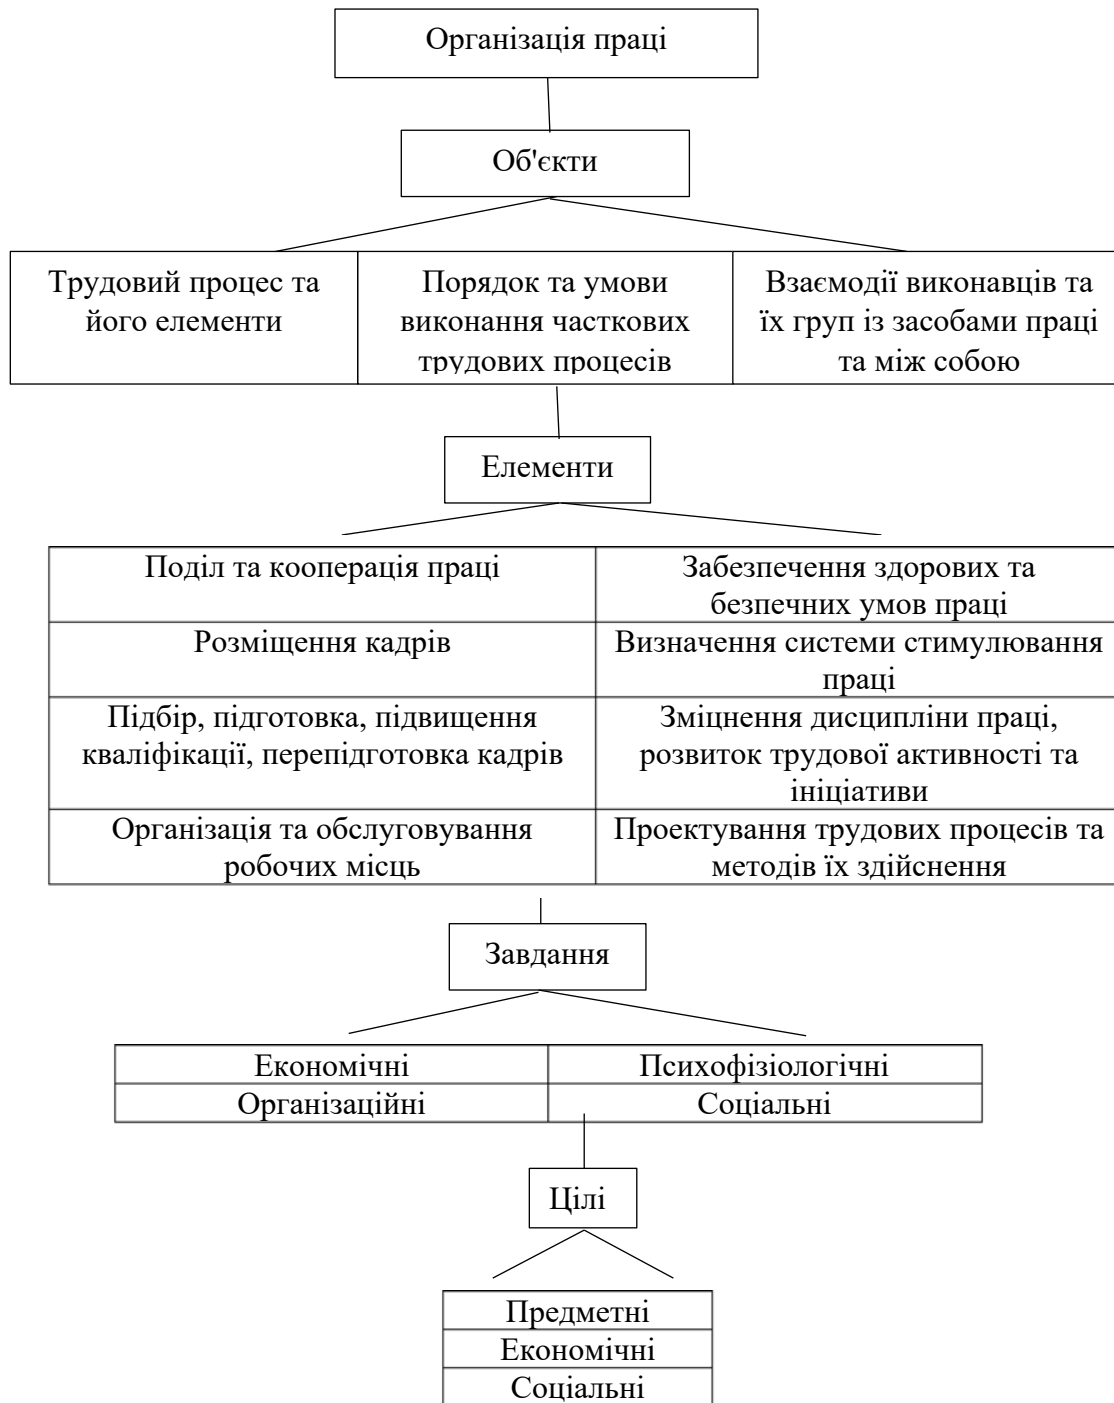 Організація праці
Об'єкти
Трудовий процес та
його елементи
Порядок та умови
виконання часткових
трудових процесів
Взаємодії виконавців та
їх груп із засобами праці
та між собою
Елементи
Поділ та кооперація праці
Забезпечення здорових та
безпечних умов праці
Розміщення кадрів
Визначення системи стимулювання
праці
Підбір, підготовка, підвищення
кваліфікації, перепідготовка кадрів
Зміцнення дисципліни праці,
розвиток трудової активності та
ініціативи
Організація та обслуговування
робочих місць
Проектування трудових процесів та
методів їх здійснення
Завдання
Економічні
Психофізіологічні
Організаційні
Соціальні
Цілі
Предметні
Економічні
Соціальні